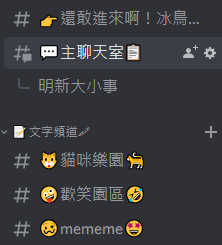 👉還敢進來啊！冰鳥...
💬主聊天室📋
明新大小事
📝文字頻道🖊
🐱貓咪樂園🐈
🤪歡笑園區🤣
🥴mememe🤩